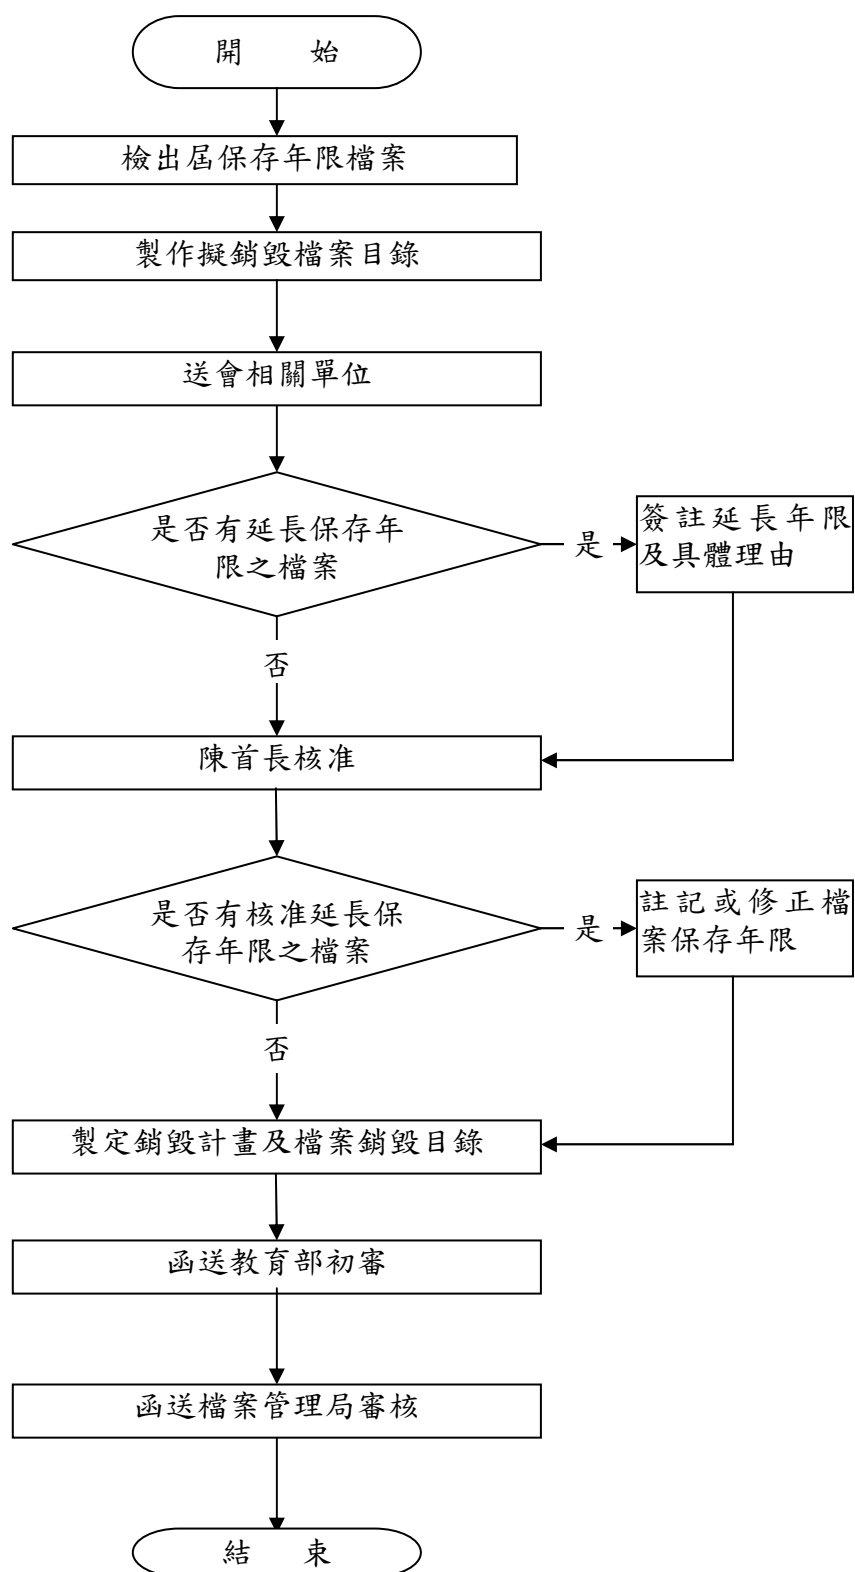 開 始
檢出屆保存年限檔案
製作擬銷毀檔案目錄
送會相關單位
是否有延長保存年
限之檔案
是
簽註延長年限
及具體理由
否
陳首長核准
是否有核准延長保
存年限之檔案
是
註記或修正檔
案保存年限
否
製定銷毀計畫及檔案銷毀目錄
函送教育部初審
函送檔案管理局審核
結 束